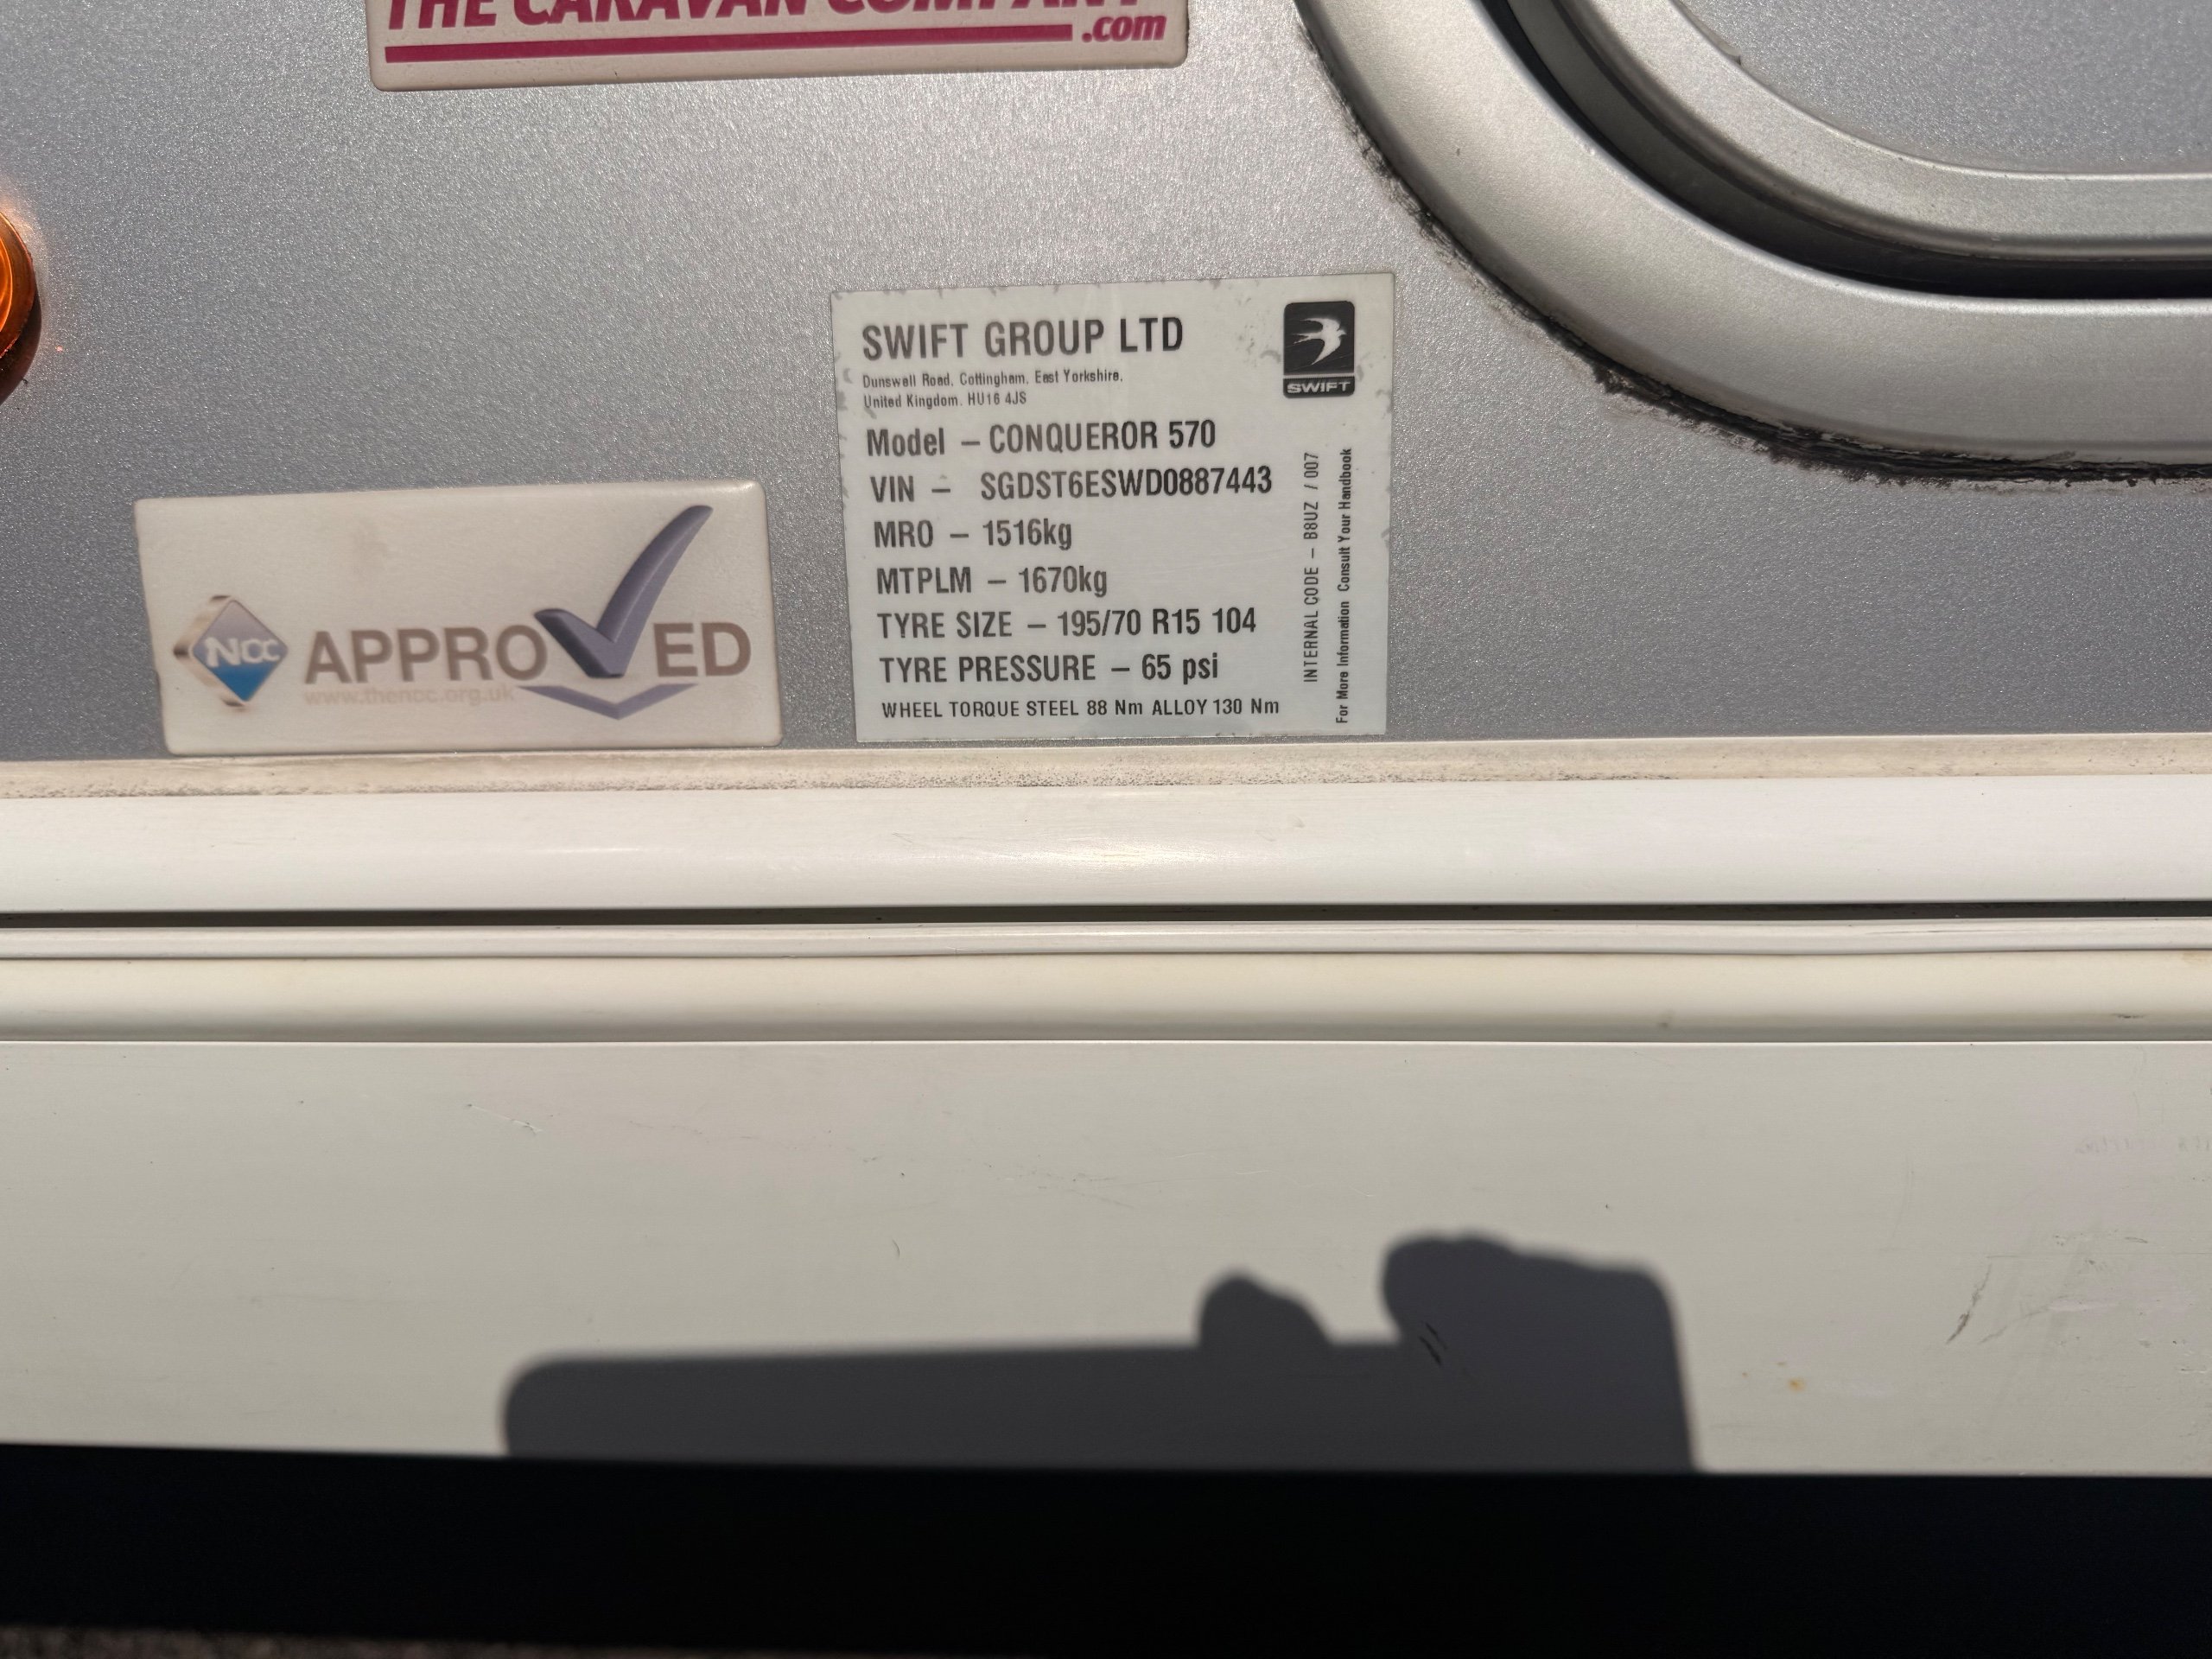 THE CARAVAN COMPANY
.com
SWIFT GROUP LTD
Dunswell Road, Cottingham, East Yorkshire,
United Kingdom. HU16 4JS
SWIFT
Model – CONQUEROR 570
VIN – SGDST6ESWD0887443
MRO – 1516kg
MTPLM – 1670kg
TYRE SIZE – 195/70 R15 104
TYRE PRESSURE – 65 psi
WHEEL TORQUE STEEL 88 Nm ALLOY 130 Nm
INTERNAL CODE – B8UZ / 007
For More Information Consult Your Handbook
NCC APPROVED
www.thencc.org.uk